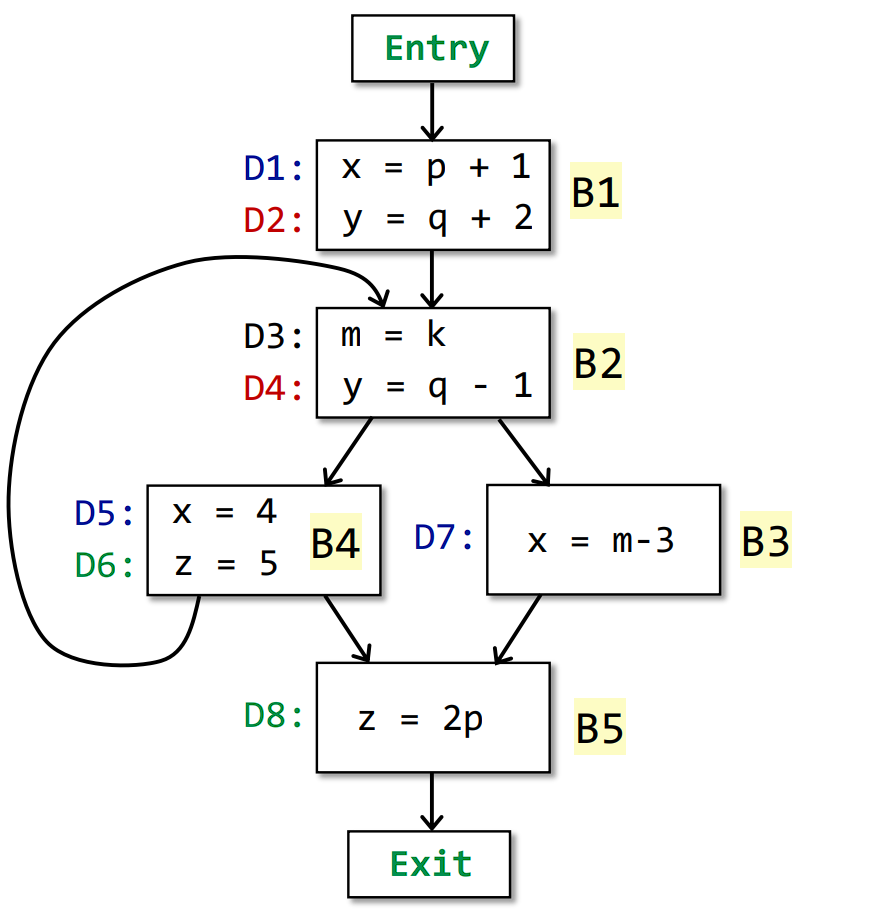 Entry
D1: x = p + 1
D2: y = q + 2
B1
D3: m = k
D4: y = q - 1
B2
D5: x = 4
D6: z = 5
B4
D7: x = m-3
B3
D8: z = 2p
B5
Exit